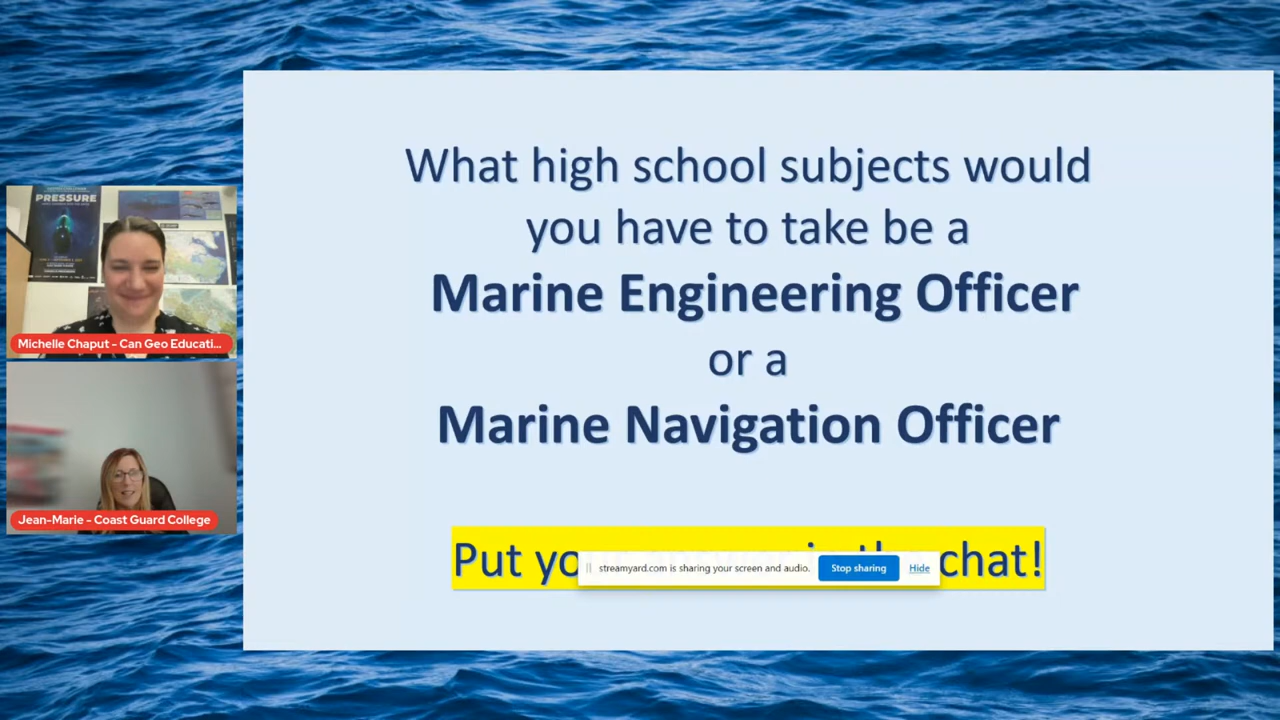 PRESSURE
Michelle Chaput - Can Geo Educati...
Jean-Marie - Coast Guard College
What high school subjects would
you have to take be a
Marine Engineering Officer
or a
Marine Navigation Officer
Put chat!
streamyard.com is sharing your screen and audio. Stop sharing Hide